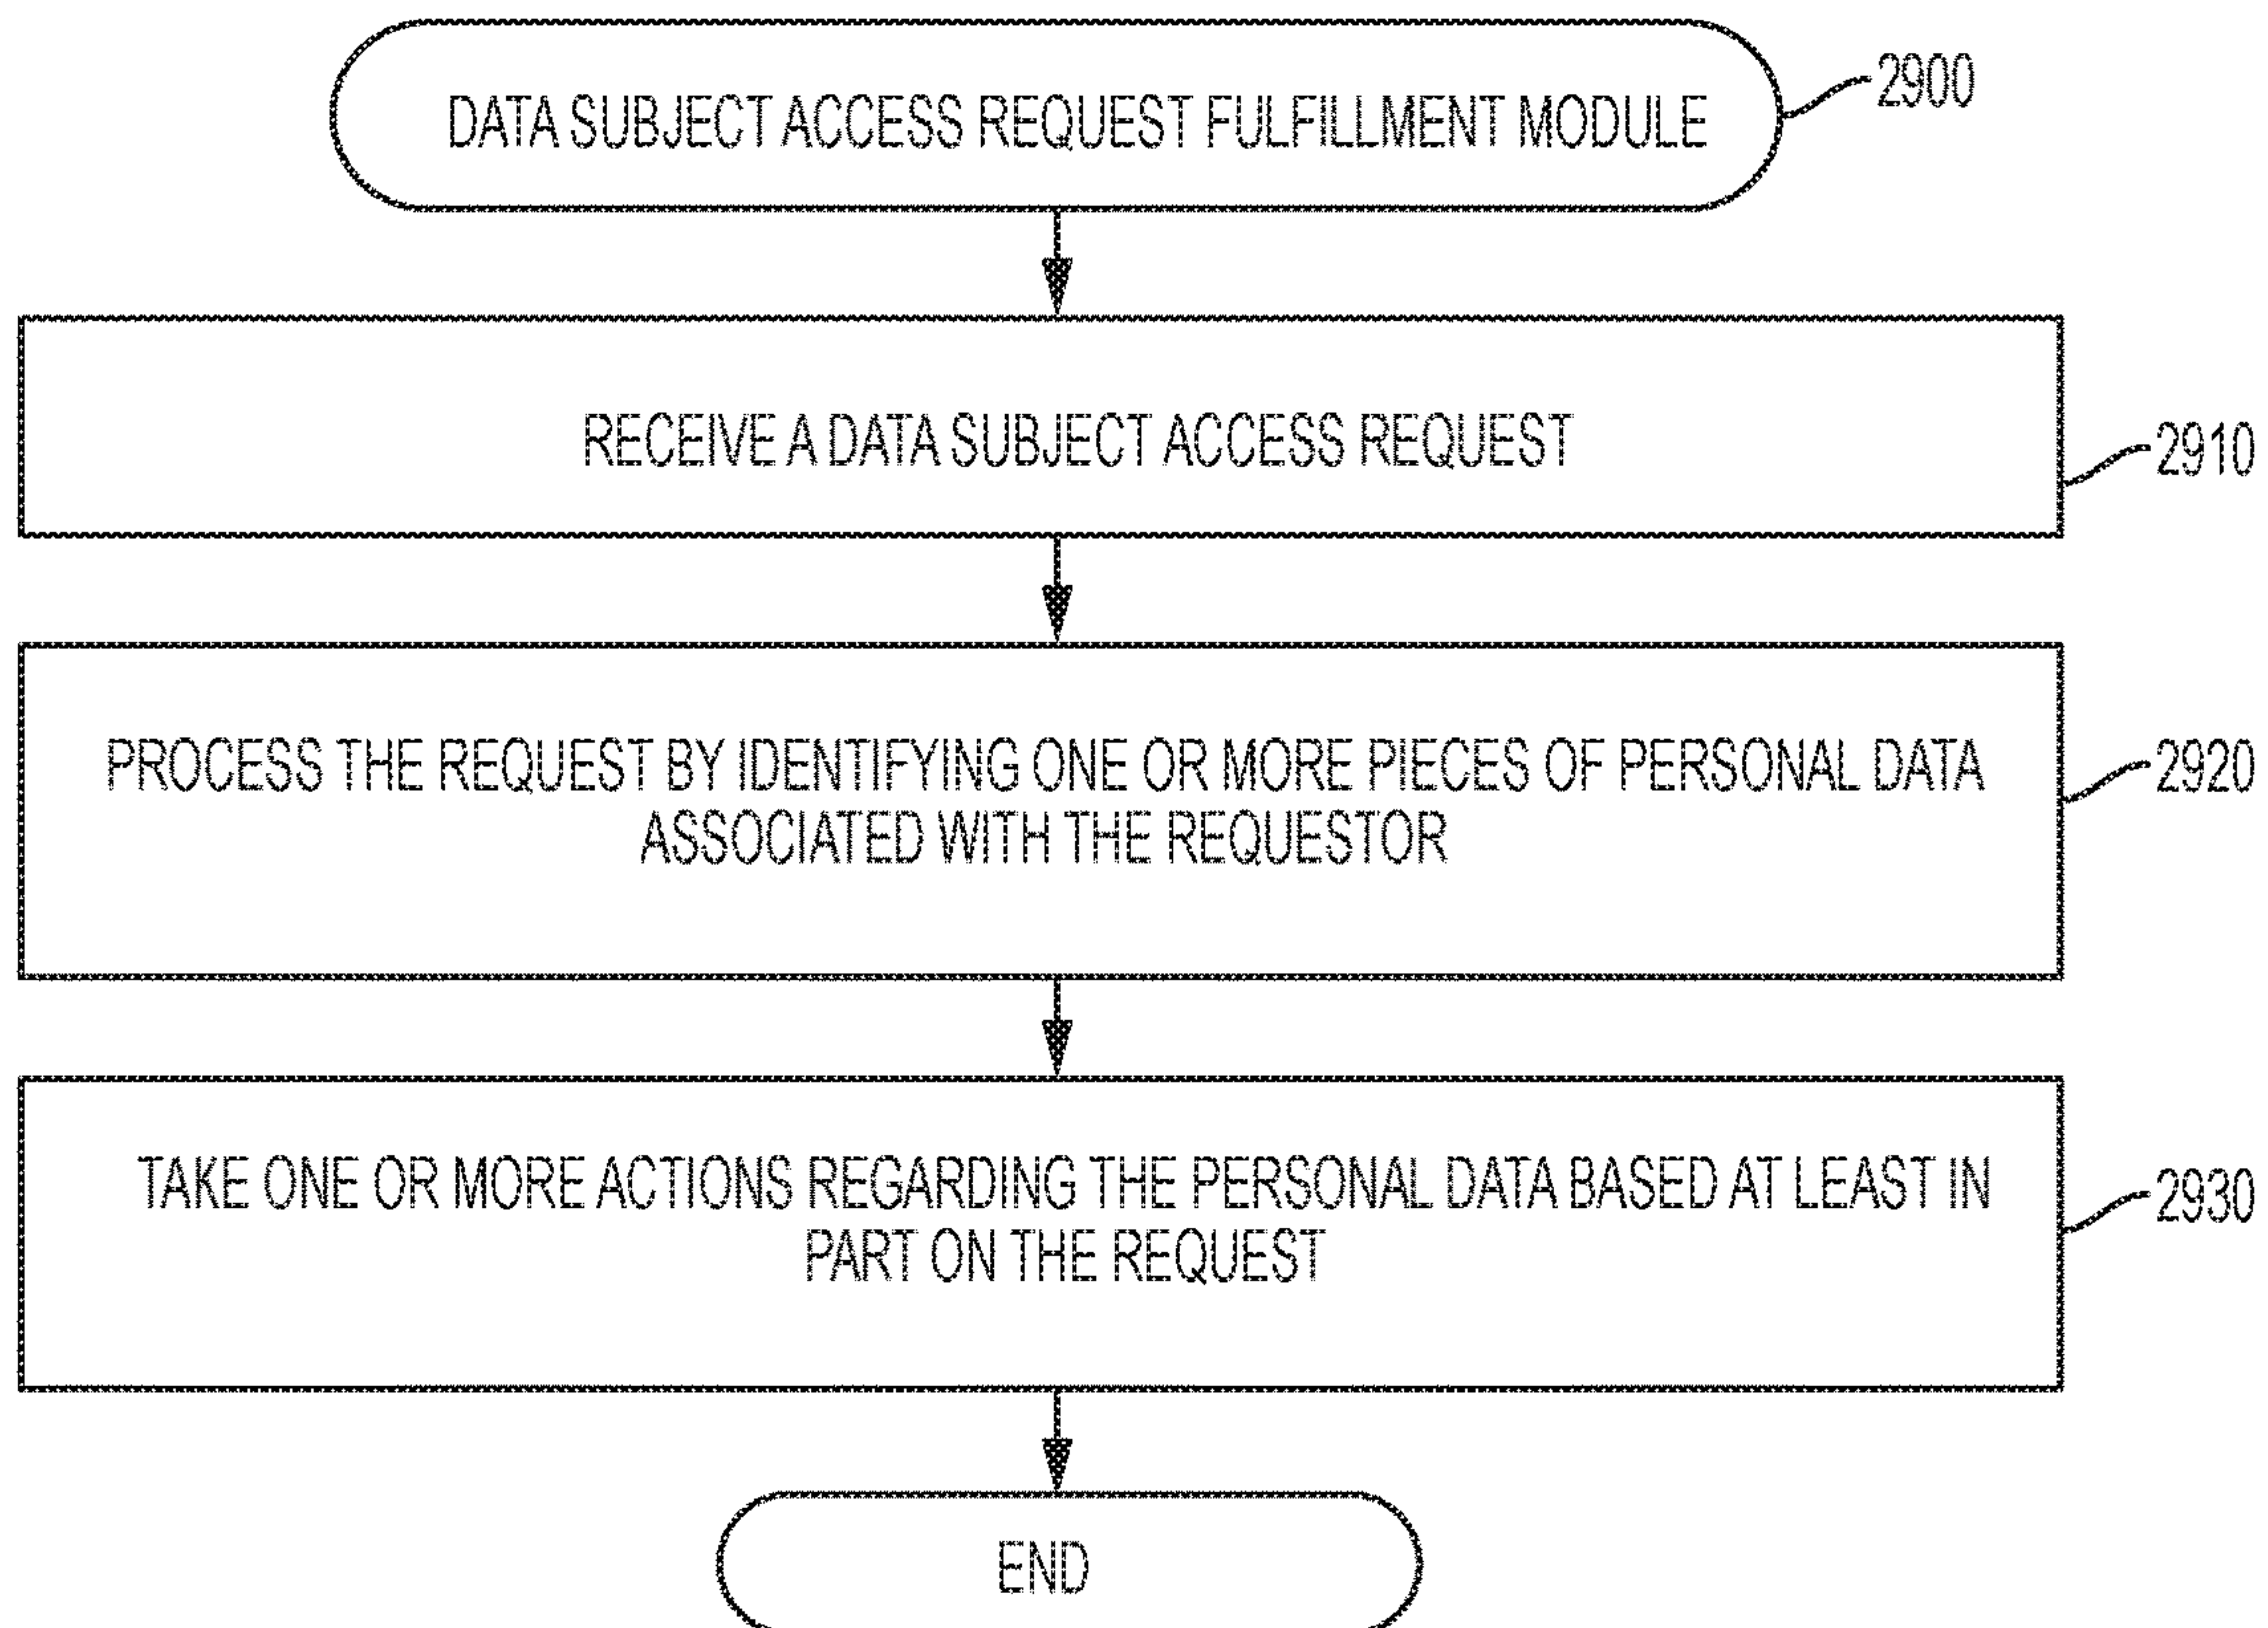 DATA SUBJECT ACCESS REQUEST FULFILLMENT MODULE
2900
RECEIVE A DATA SUBJECT ACCESS REQUEST
2910
PROCESS THE REQUEST BY IDENTIFYING ONE OR MORE PIECES OF PERSONAL DATA
ASSOCIATED WITH THE REQUESTOR
2920
TAKE ONE OR MORE ACTIONS REGARDING THE PERSONAL DATA BASED AT LEAST IN
PART ON THE REQUEST
2930
END